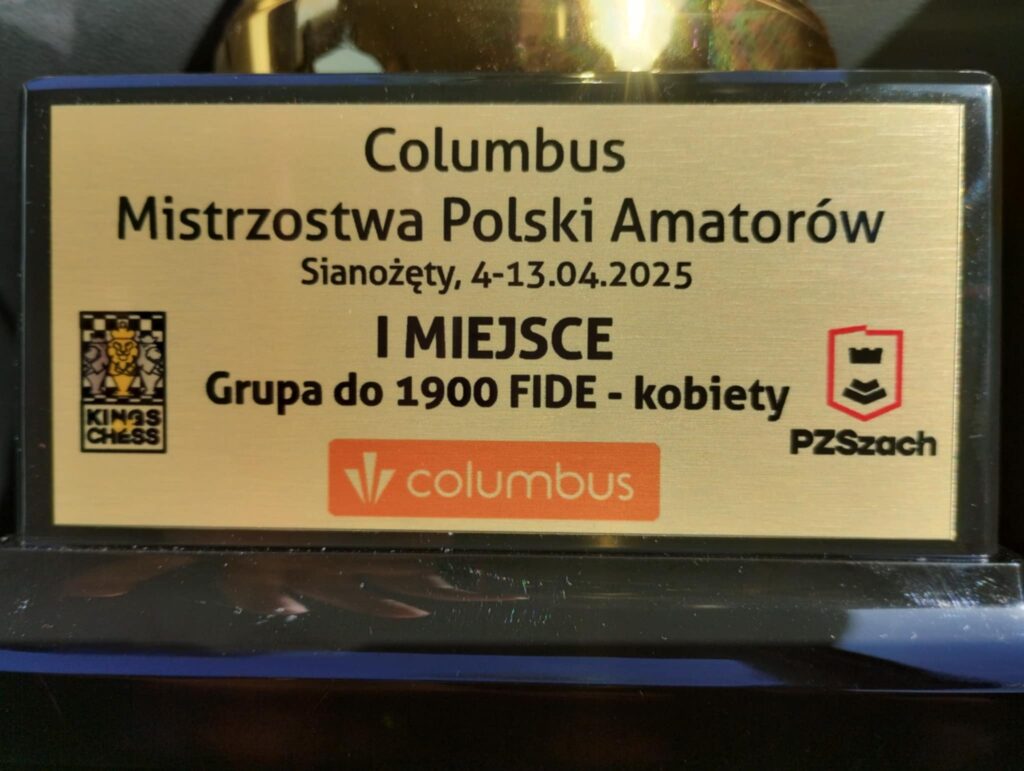 Columbus
Mistrzostwa Polski Amatorów
Sianożęty, 4-13.04.2025
I MIEJSCE
Grupa do 1900 FIDE - kobiety
KINGS
CHESS
PZSzach
columbus